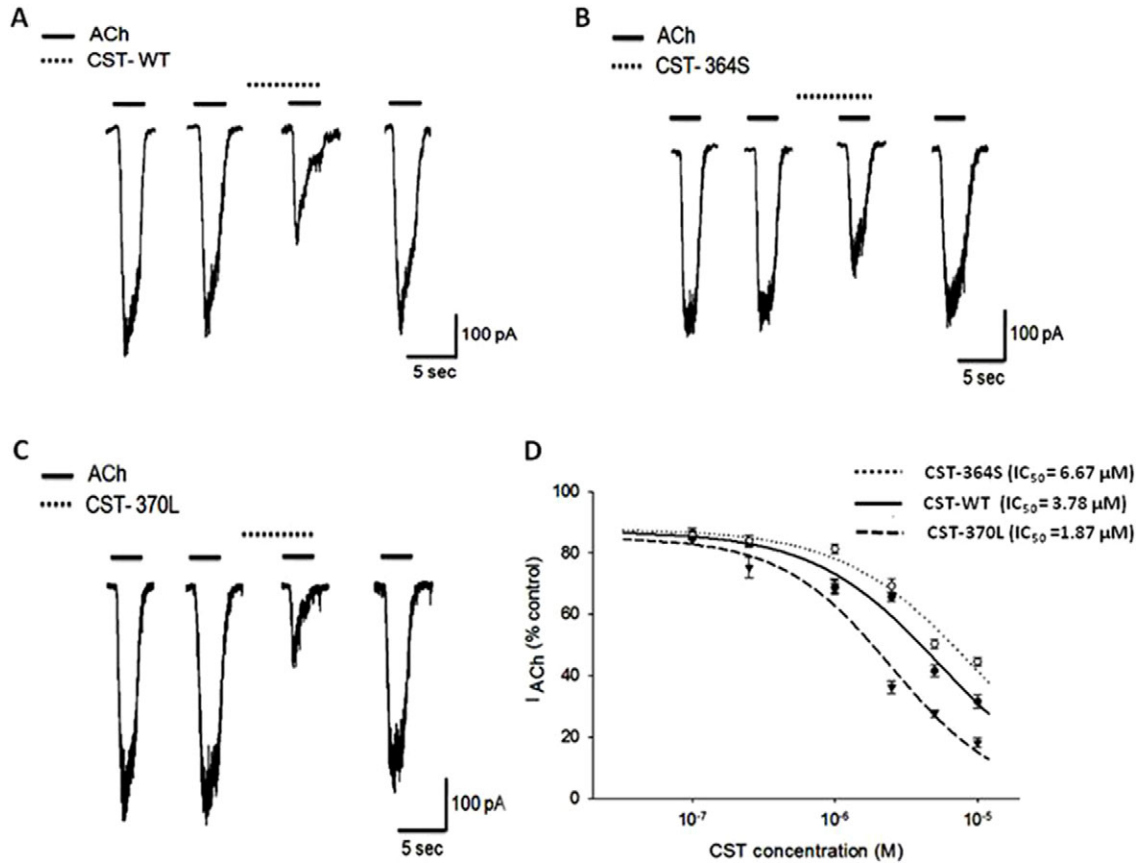 A
ACh
CST- WT
100 pA
5 sec
B
ACh
CST- 364S
100 pA
5 sec
C
ACh
CST- 370L
100 pA
5 sec
D
CST-364S (IC50 = 6.67 µM)
CST-WT (IC50 = 3.78 µM)
CST-370L (IC50 = 1.87 µM)
I ACh (% control)
100
80
60
40
20
0
10-7
10-6
10-5
CST concentration (M)